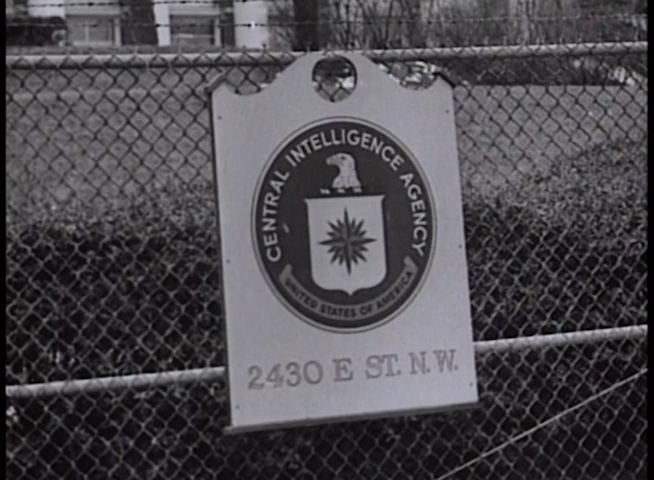 CENTRAL INTELLIGENCE AGENCY
UNITED STATES OF AMERICA
2430 E ST. N.W.